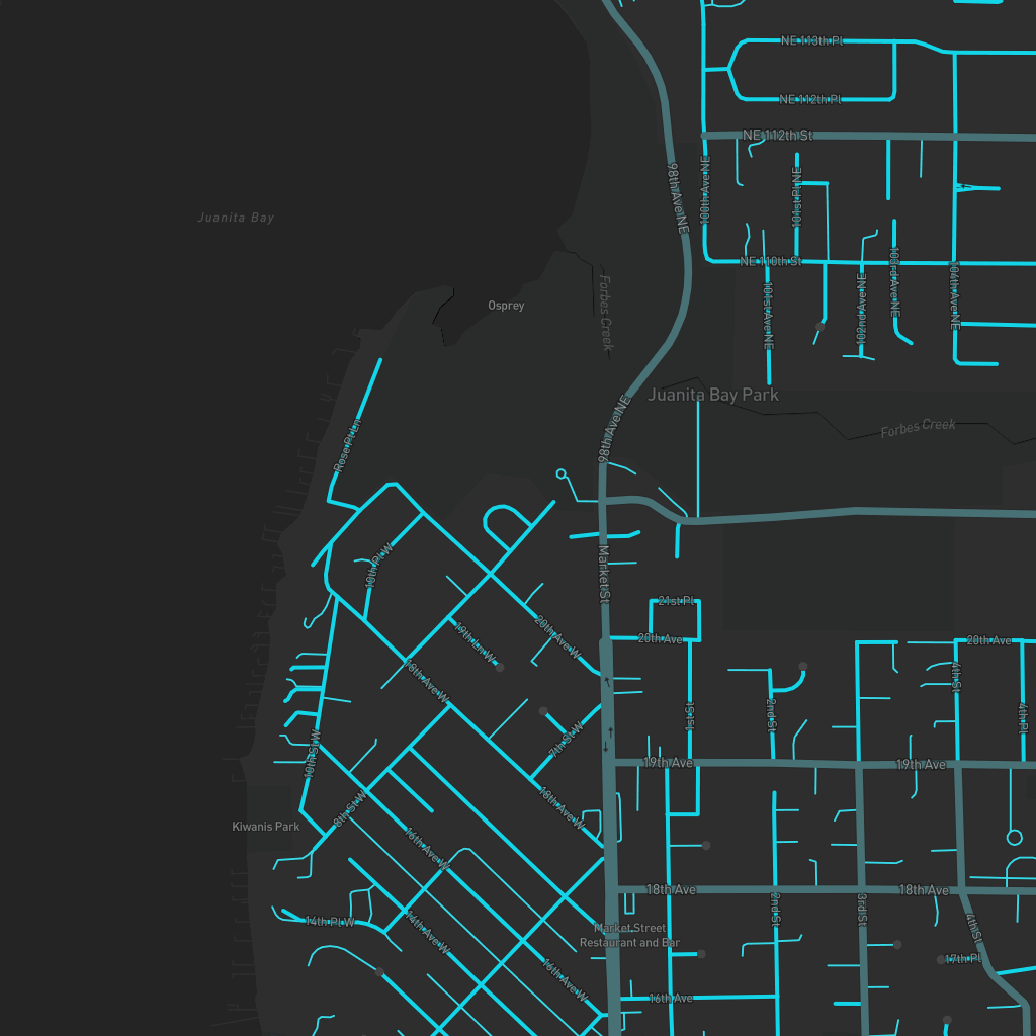 NE 113th Pl
NE 112th Pl
NE 112th St
98th Ave NE
100th Ave NE
101st Pl NE
Juanita Bay
NE 110th St
103rd Ave NE
104th Ave NE
101st Ave NE
102nd Ave NE
Osprey
Forbes Creek
Juanita Bay Park
98th Ave NE
Forbes Creek
Rose Pt Ln
10th Pl W
Market St
21st Pl
19th Ln W
20th Ave W
20th Ave
20th Ave
18th Ave W
4th St
4th Pl
1st St
2nd St
7th St W
10th St W
19th Ave
19th Ave
8th St W
18th Ave W
Kiwanis Park
16th Ave W
18th Ave
18th Ave
2nd St
3rd St
14th Pl W
14th Ave W
Market Street
Restaurant and Bar
4th St
17th Pl
16th Ave W
16th Ave